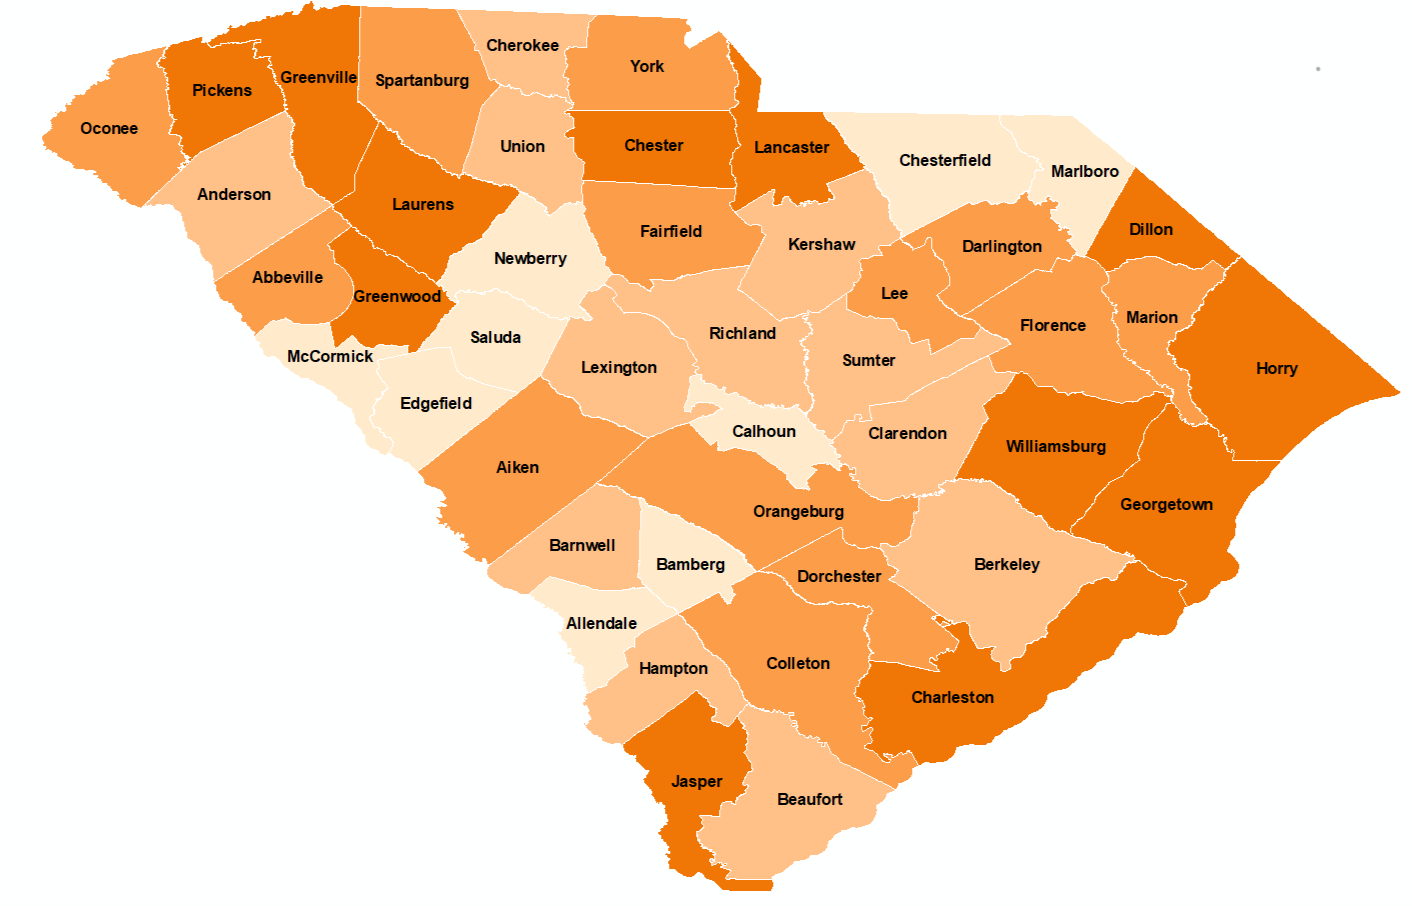 Cherokee
York
Greenville
Spartanburg
Pickens
Oconee
Union
Chester
Lancaster
Chesterfield
Marlboro
Anderson
Laurens
Fairfield
Kershaw
Darlington
Dillon
Newberry
Abbeville
Greenwood
Lee
Florence
Marion
Saluda
Richland
McCormick
Lexington
Sumter
Horry
Edgefield
Calhoun
Clarendon
Williamsburg
Aiken
Orangeburg
Georgetown
Barnwell
Bamberg
Dorchester
Berkeley
Allendale
Hampton
Colleton
Charleston
Jasper
Beaufort